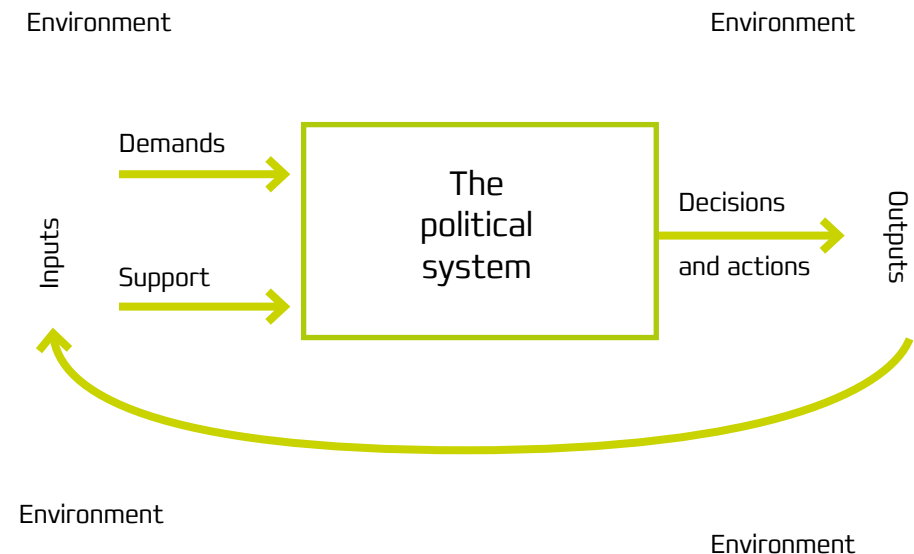 Environment
Environment
Demands
Inputs
Support
The
political
system
Decisions
and actions
Outputs
Environment
Environment